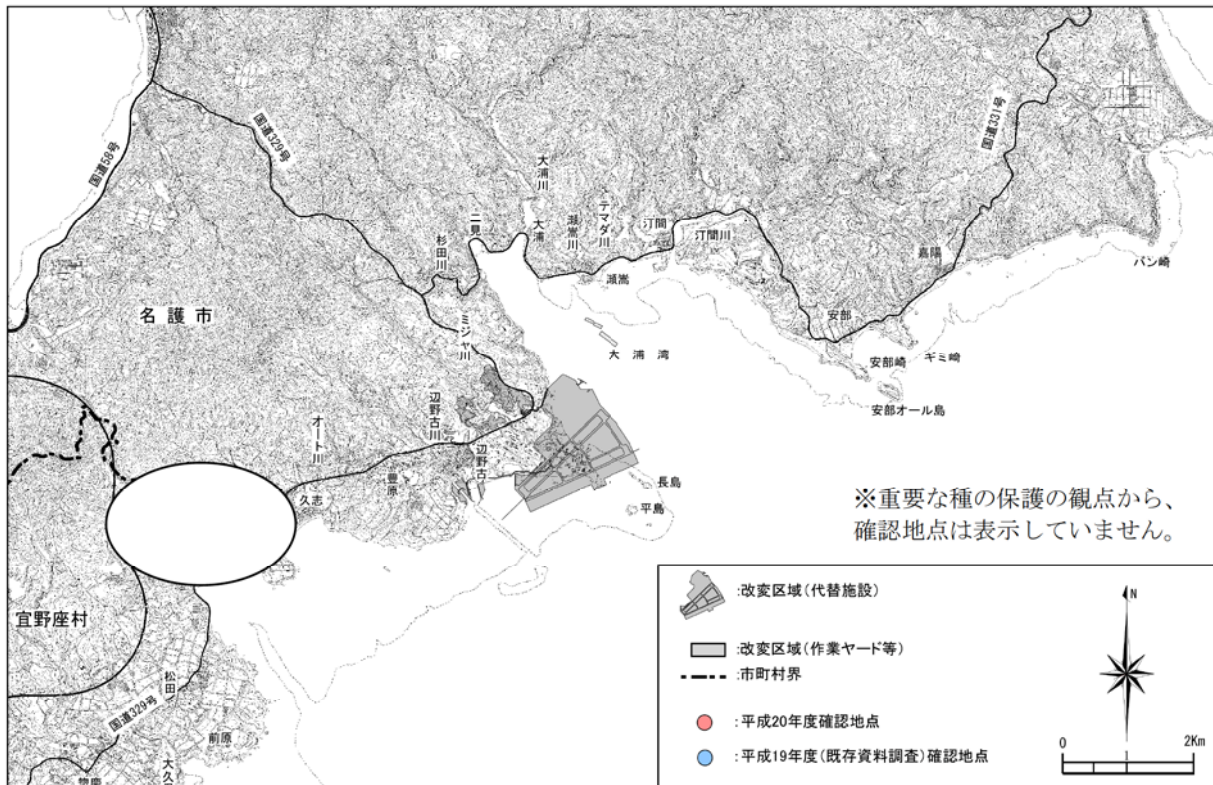 国道58号
国道329号
国道331号
大浦川
大浦
二見
杉田川
瀬嵩川
テマダ川
汀間
汀間川
瀬嵩
嘉陽
バン崎
名護市
ミジャ川
大浦湾
安部
安部崎
ギミ崎
安部オール島
辺野古川
オート川
辺野古
豊原
久志
長島
平島
※重要な種の保護の観点から、
確認地点は表示していません。
宜野座村
松田
国道329号
前原
:改変区域(代替施設)
:改変区域(作業ヤード等)
:市町村界
:平成20年度確認地点
:平成19年度(既存資料調査)確認地点
N
0 1 2Km